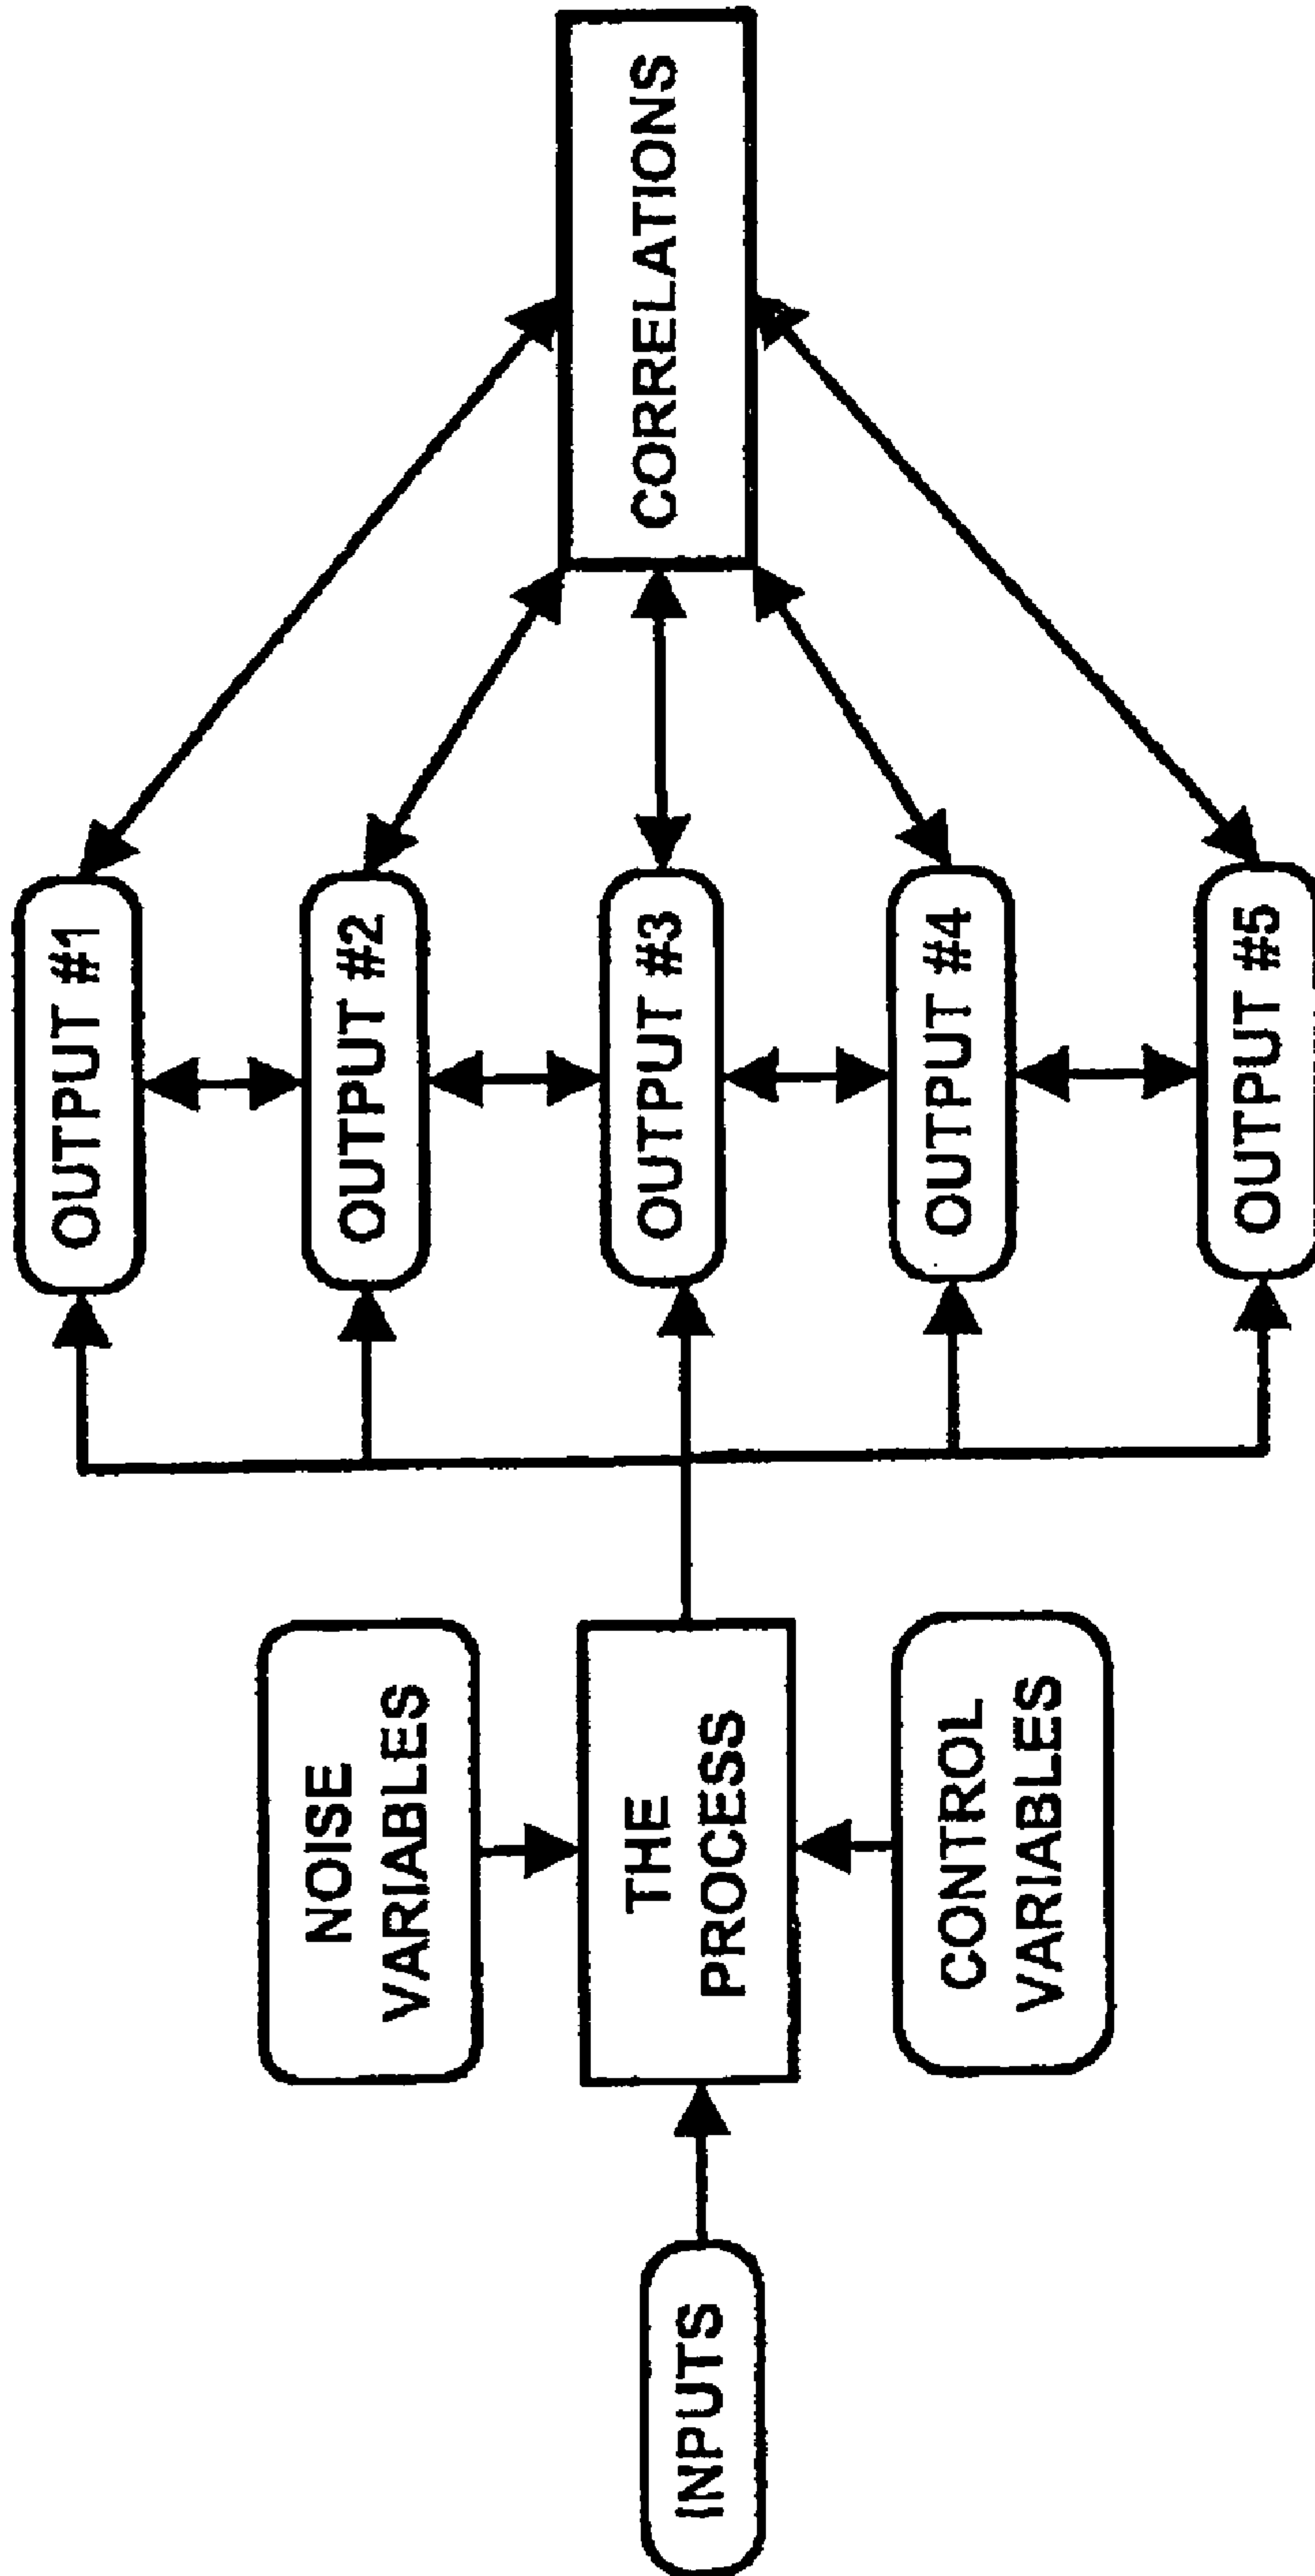 INPUTS
NOISE
VARIABLES
THE
PROCESS
CONTROL
VARIABLES
OUTPUT #1
OUTPUT #2
OUTPUT #3
OUTPUT #4
OUTPUT #5
CORRELATIONS